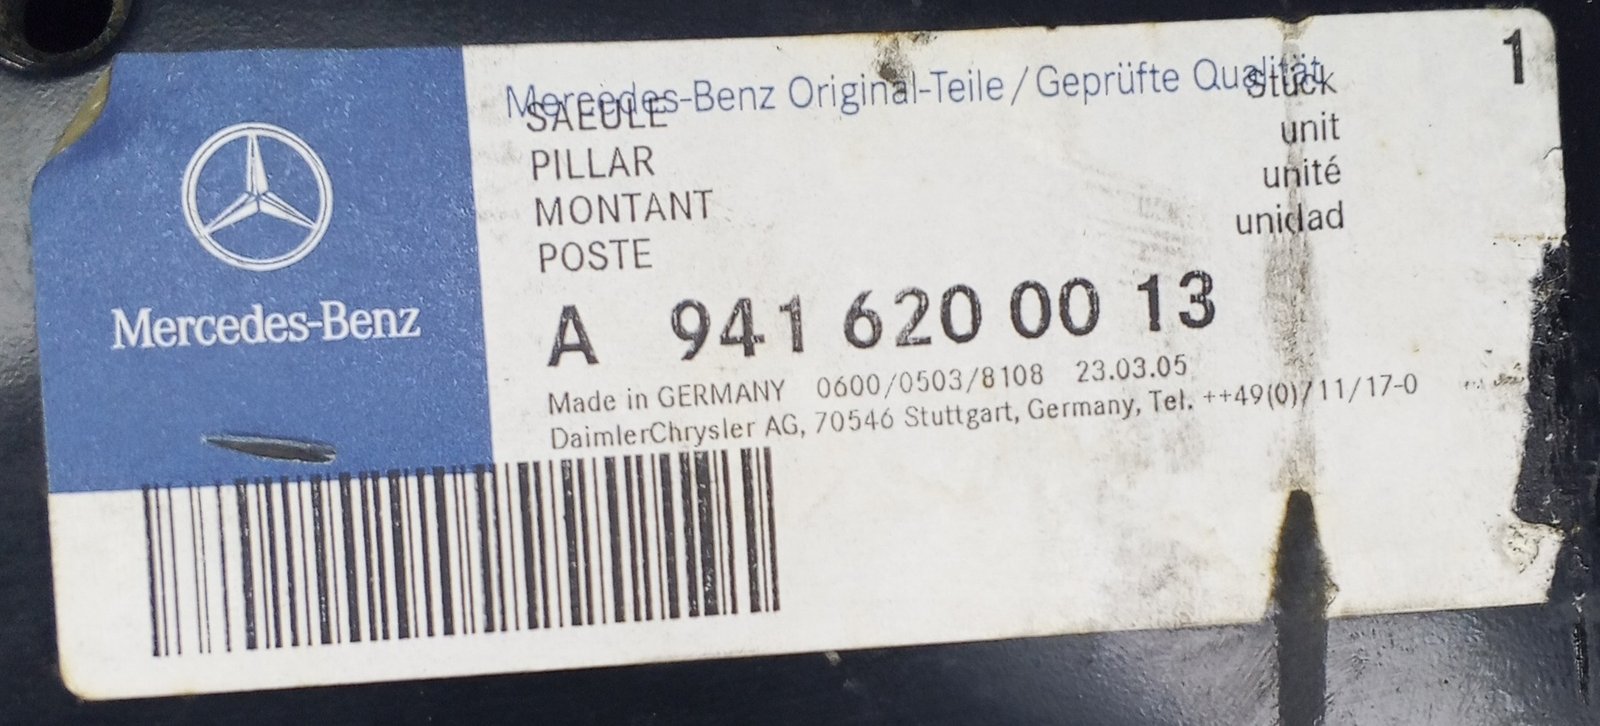 Mercedes-Benz Original-Teile / Geprüfte Qualität
1
SAEULE
Stück
PILLAR
unit
MONTANT
unité
POSTE
unidad
Mercedes-Benz
A 941 620 00 13
Made in GERMANY 0600/0503/8108 23.03.05
DaimlerChrysler AG, 70546 Stuttgart, Germany, Tel. ++49(0)/11/17-0